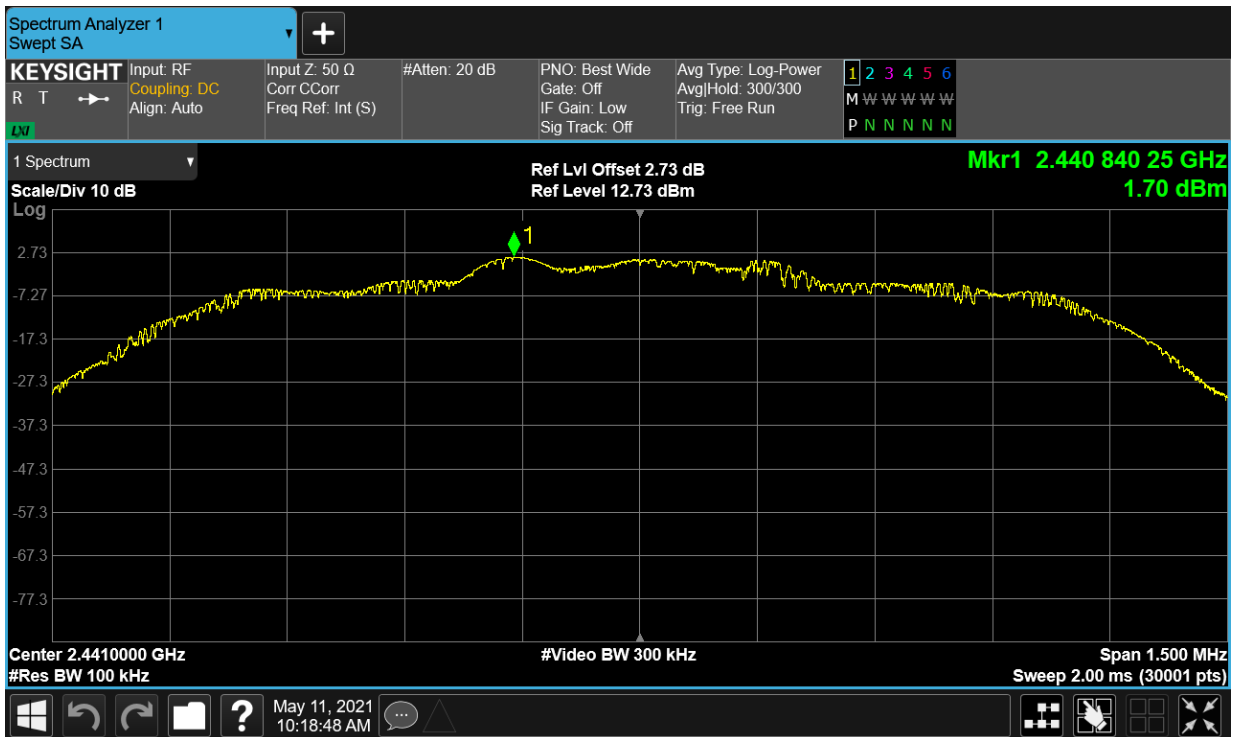 Spectrum Analyzer 1
Swept SA
+
KEYSIGHT
R T
LXI
Input: RF
Coupling: DC
Align: Auto
Input Z: 50 Ω
Corr CCorr
Freq Ref: Int (S)
#Atten: 20 dB
PNO: Best Wide
Gate: Off
IF Gain: Low
Sig Track: Off
Avg Type: Log-Power
Avg|Hold: 300/300
Trig: Free Run
1 2 3 4 5 6
M W W W W W
P N N N N N
1 Spectrum
Scale/Div 10 dB
Log
Ref Lvl Offset 2.73 dB
Ref Level 12.73 dBm
Mkr1 2.440 840 25 GHz
1.70 dBm
1
2.73
-7.27
-17.3
-27.3
-37.3
-47.3
-57.3
-67.3
-77.3
Center 2.4410000 GHz
#Res BW 100 kHz
#Video BW 300 kHz
Span 1.500 MHz
Sweep 2.00 ms (30001 pts)
?
May 11, 2021
10:18:48 AM